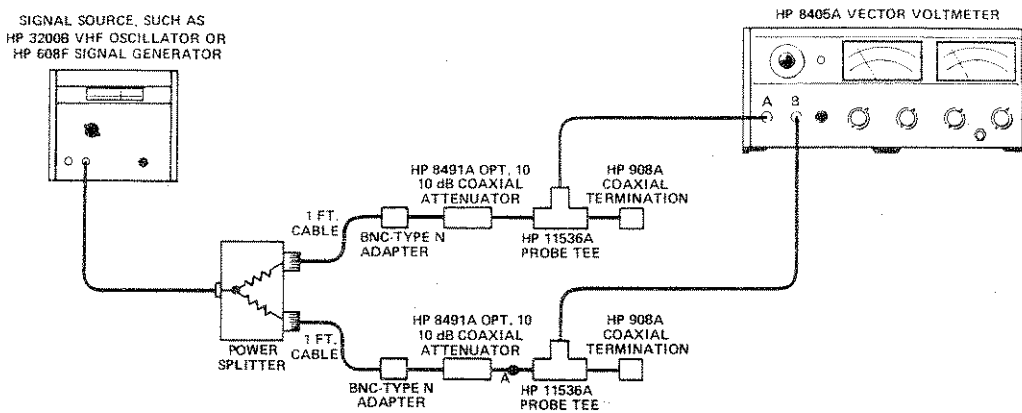 SIGNAL SOURCE, SUCH AS
HP 3200B VHF OSCILLATOR OR
HP 608F SIGNAL GENERATOR
HP 8405A VECTOR VOLTMETER
A
B
HP 8491A OPT. 10
10 dB COAXIAL
ATTENUATOR
HP 908A
COAXIAL
TERMINATION
1 FT.
CABLE
BNC-TYPE N
ADAPTER
HP 11536A
PROBE TEE
POWER
SPLITTER
1 FT.
CABLE
HP 8491A OPT. 10
10 dB COAXIAL
ATTENUATOR
HP 908A
COAXIAL
TERMINATION
A
BNC-TYPE N
ADAPTER
HP 11536A
PROBE TEE